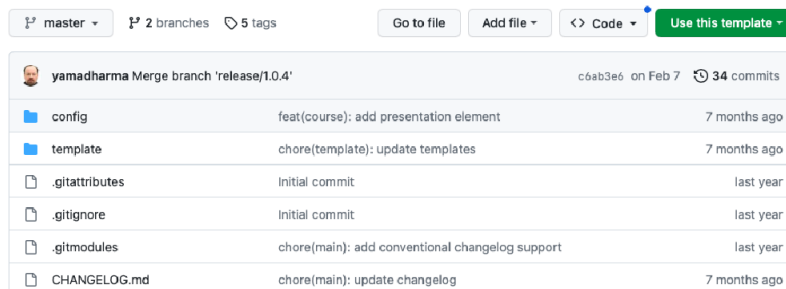 master 2 branches 5 tags Go to file Add file <> Code Use this template
yamadharma Merge branch 'release/1.0.4' c6ab3e6 on Feb 7 34 commits
config feat(course): add presentation element 7 months ago
template chore(template): update templates 7 months ago
.gitattributes Initial commit last year
.gitignore Initial commit last year
.gitmodules chore(main): add conventional changelog support last year
CHANGELOG.md chore(main): update changelog 7 months ago